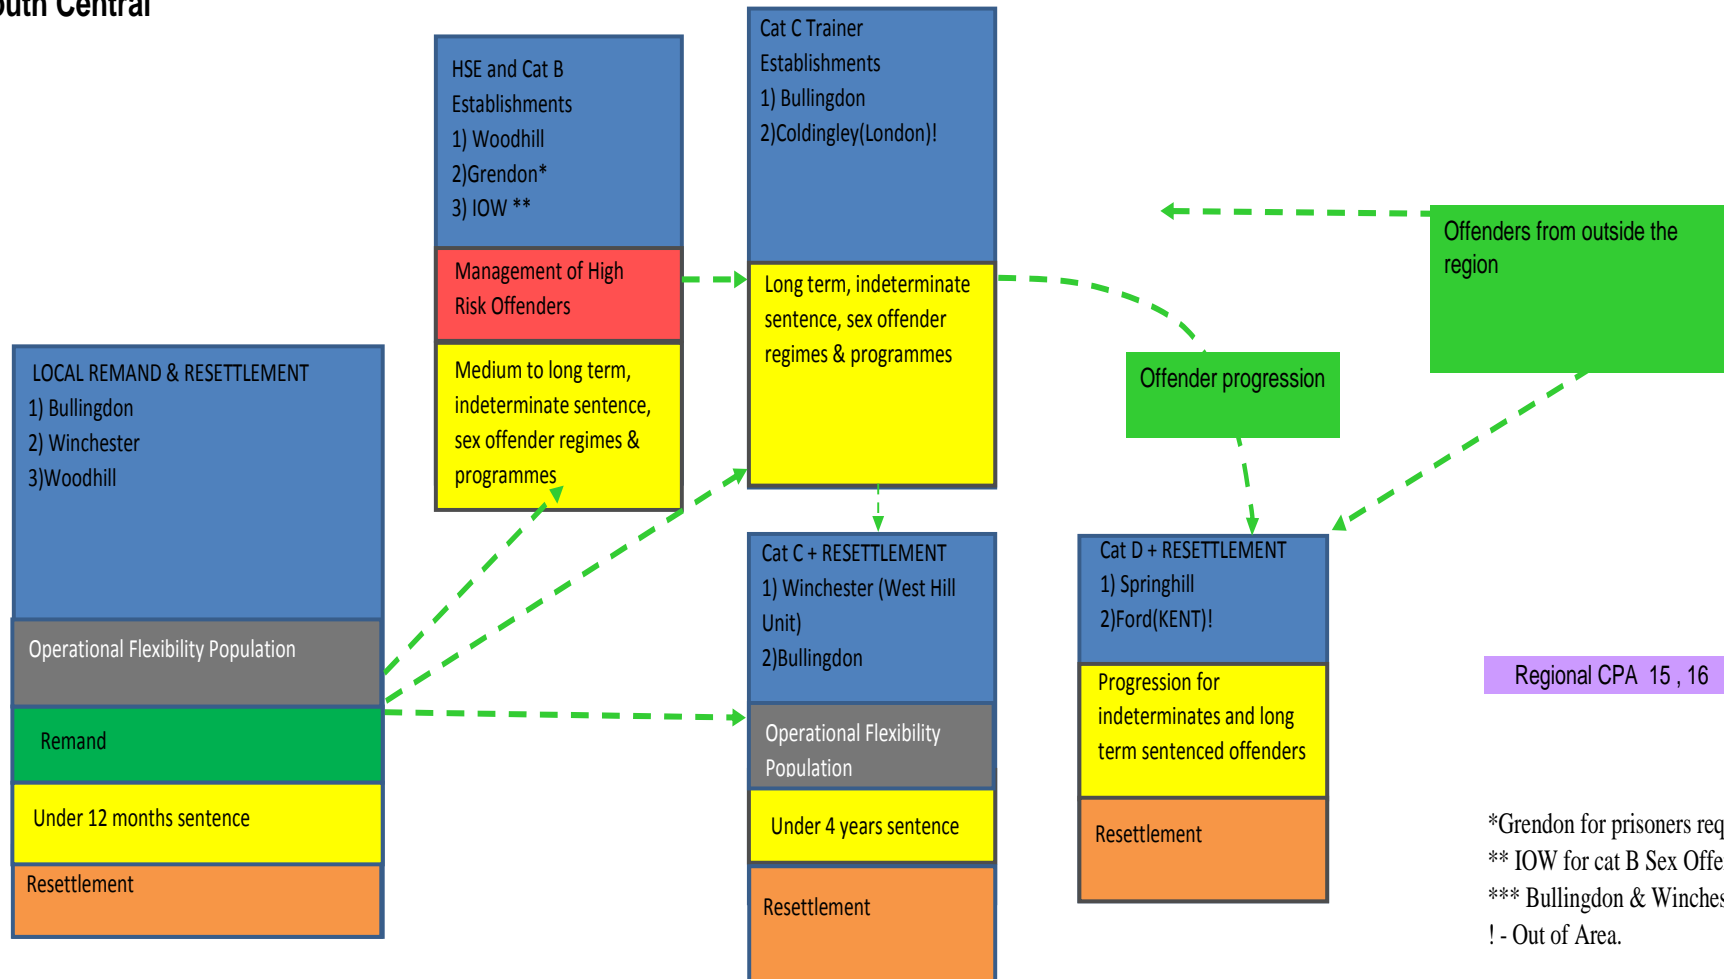 South Central
HSE and Cat B
Establishments
1) Woodhill
2)Grendon*
3) IOW **
Management of High
Risk Offenders
Medium to long term,
indeterminate sentence,
sex offender regimes &
programmes
Cat C Trainer
Establishments
1) Bullingdon
2)Coldingley(London)!
Long term, indeterminate
sentence, sex offender
regimes & programmes
Offenders from outside the
region
Offender progression
LOCAL REMAND & RESETTLEMENT
1) Bullingdon
2) Winchester
3)Woodhill
Operational Flexibility Population
Remand
Under 12 months sentence
Resettlement
Cat C + RESETTLEMENT
1) Winchester (West Hill
Unit)
2)Bullingdon
Operational Flexibility
Population
Under 4 years sentence
Resettlement
Cat D + RESETTLEMENT
1) Springhill
2)Ford(KENT)!
Progression for
indeterminates and long
term sentenced offenders
Resettlement
Regional CPA 15 , 16
*Grendon for prisoners
** IOW for cat B Sex
*** Bullingdon &
! - Out of Area.